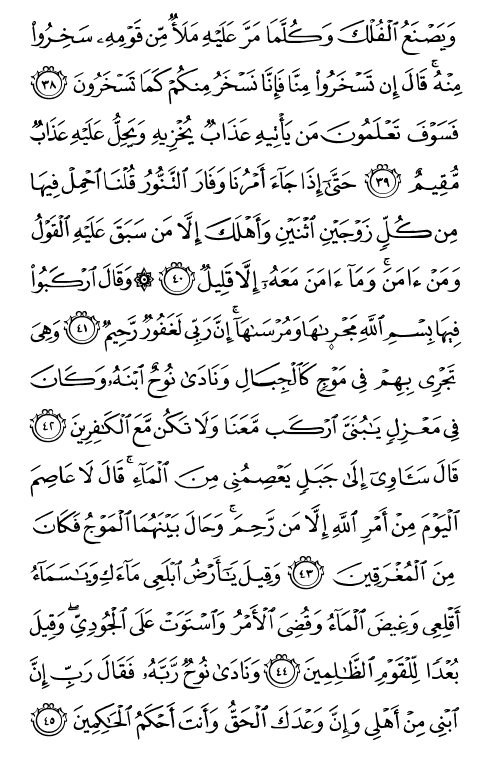 وَيَصْنَعُ ٱلْفُلْكَ وَكُلَّمَا مَرَّ عَلَيْهِ مَلَأٌ مِّن قَوْمِهِۦ سَخِرُوا۟
مِنْهُ ۚ قَالَ إِن تَسْخَرُوا۟ مِنَّا فَإِنَّا نَسْخَرُ مِنكُمْ كَمَا تَسْخَرُونَ ٣٨
فَسَوْفَ تَعْلَمُونَ مَن يَأْتِيهِ عَذَابٌ يُخْزِيهِ وَيَحِلُّ عَلَيْهِ عَذَابٌ
مُّقِيمٌ ٣٩ حَتَّىٰٓ إِذَا جَآءَ أَمْرُنَا وَفَارَ ٱلتَّنُّورُ قُلْنَا ٱحْمِلْ فِيهَا
مِن كُلٍّ زَوْجَيْنِ ٱثْنَيْنِ وَأَهْلَكَ إِلَّا مَن سَبَقَ عَلَيْهِ ٱلْقَوْلُ
وَمَنْ ءَامَنَ ۚ وَمَآ ءَامَنَ مَعَهُۥٓ إِلَّا قَلِيلٌ ٤٠ ۞ وَقَالَ ٱرْكَبُوا۟
فِيهَا بِسْمِ ٱللَّهِ مَجْر۪ىٰهَا وَمُرْسَىٰهَآ ۚ إِنَّ رَبِّى لَغَفُورٌ رَّحِيمٌ ٤١ وَهِىَ
تَجْرِى بِهِمْ فِى مَوْجٍ كَٱلْجِبَالِ وَنَادَىٰ نُوحٌ ٱبْنَهُۥ وَكَانَ
فِى مَعْزِلٍ يَٰبُنَىَّ ٱرْكَب مَّعَنَا وَلَا تَكُن مَّعَ ٱلْكَٰفِرِينَ ٤٢
قَالَ سَـَٔاوِىٓ إِلَىٰ جَبَلٍ يَعْصِمُنِى مِنَ ٱلْمَآءِ ۚ قَالَ لَا عَاصِمَ
ٱلْيَوْمَ مِنْ أَمْرِ ٱللَّهِ إِلَّا مَن رَّحِمَ ۚ وَحَالَ بَيْنَهُمَا ٱلْمَوْجُ فَكَانَ
مِنَ ٱلْمُغْرَقِينَ ٤٣ وَقِيلَ يَٰٓأَرْضُ ٱبْلَعِى مَآءَكِ وَيَٰسَمَآءُ
أَقْلِعِى وَغِيضَ ٱلْمَآءُ وَقُضِىَ ٱلْأَمْرُ وَٱسْتَوَتْ عَلَى ٱلْجُودِىِّ ۖ وَقِيلَ
بُعْدًا لِّلْقَوْمِ ٱلظَّٰلِمِينَ ٤٤ وَنَادَىٰ نُوحٌ رَّبَّهُۥ فَقَالَ رَبِّ إِنَّ
ٱبْنِى مِنْ أَهْلِى وَإِنَّ وَعْدَكَ ٱلْحَقُّ وَأَنتَ أَحْكَمُ ٱلْحَٰكِمِينَ ٤٥